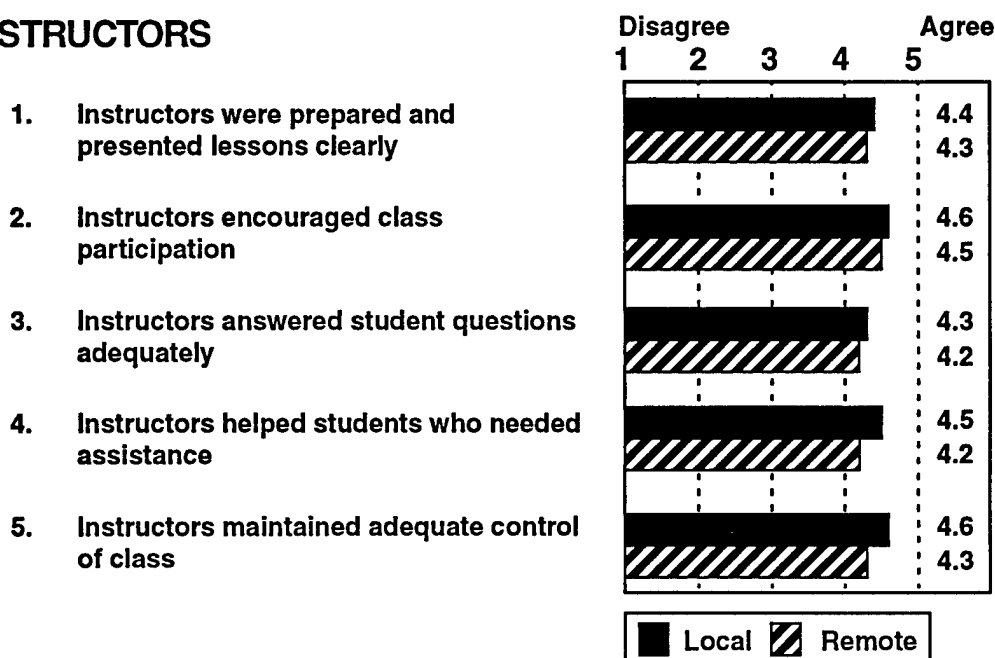 STRUCTORS
Disagree Agree
1 2 3 4 5
1. Instructors were prepared and
presented lessons clearly
4.4
4.3
2. Instructors encouraged class
participation
4.6
4.5
3. Instructors answered student questions
adequately
4.3
4.2
4. Instructors helped students who needed
assistance
4.5
4.2
5. Instructors maintained adequate control
of class
4.6
4.3
Local Remote